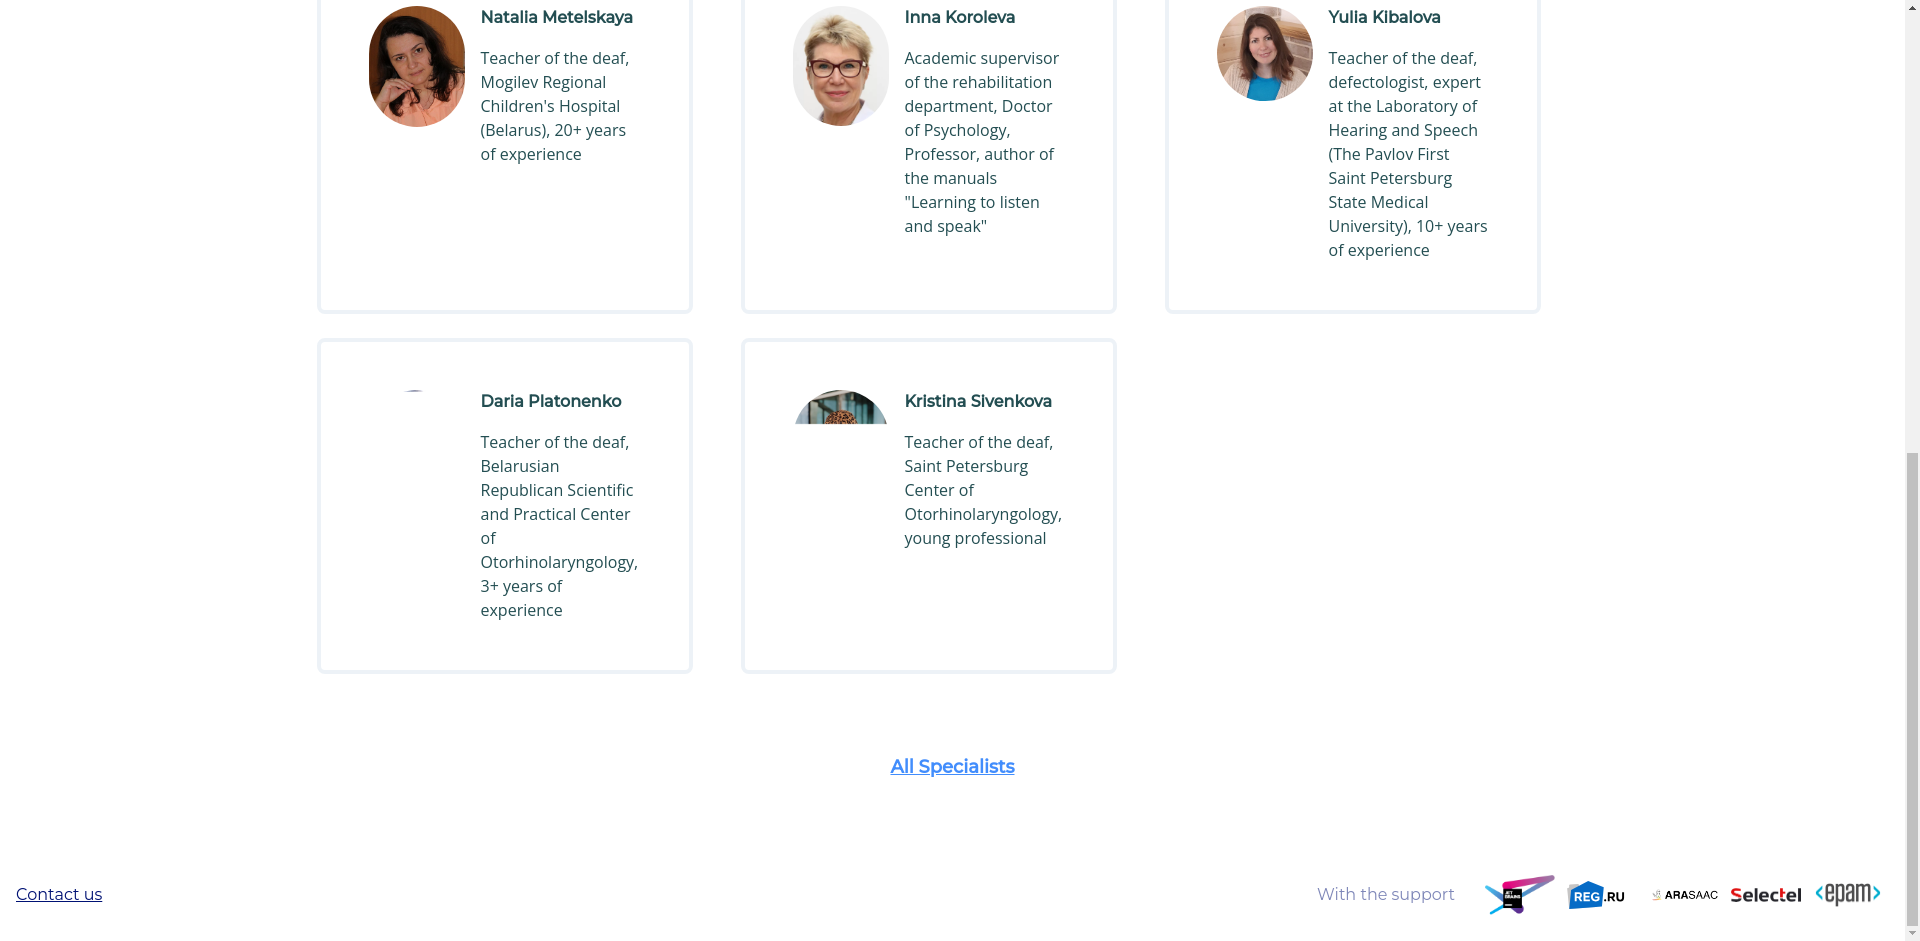 Natalia Metelskaya
Teacher of the deaf,
Mogilev Regional
Children's Hospital
(Belarus), 20+ years
of experience
Inna Koroleva
Academic supervisor
of the rehabilitation
department, Doctor
of Psychology,
Professor, author of
the manuals
"Learning to listen
and speak"
Yulia Kibalova
Teacher of the deaf,
defectologist, expert
at the Laboratory of
Hearing and Speech
(The Pavlov First
Saint Petersburg
State Medical
University), 10+ years
of experience
Daria Platonenko
Teacher of the deaf,
Belarusian
Republican Scientific
and Practical Center
of
Otorhinolaryngology,
3+ years of
experience
Kristina Sivenkova
Teacher of the deaf,
Saint Petersburg
Center of
Otorhinolaryngology,
young professional
All Specialists
Contact us
With the support
JET
BRAINS
REG.RU
ARASAAC
Selectel
<epam>